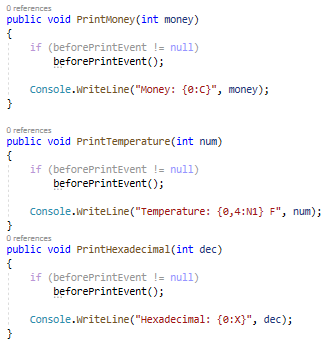 0 references
public void PrintMoney(int money)
{
if (beforePrintEvent != null)
beforePrintEvent();
Console.WriteLine("Money: {0:C}", money);
}
0 references
public void PrintTemperature(int num)
{
if (beforePrintEvent != null)
beforePrintEvent();
Console.WriteLine("Temperature: {0,4:N1} F", num);
}
0 references
public void PrintHexadecimal(int dec)
{
if (beforePrintEvent != null)
beforePrintEvent();
Console.WriteLine("Hexadecimal: {0:X}", dec);
}